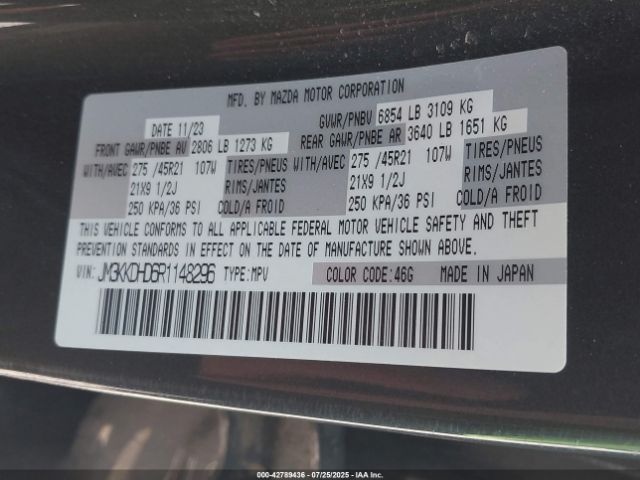 MFD. BY MAZDA MOTOR CORPORATION
DATE 11/23 GVWR/PNBV 6854 LB 3109 KG
FRONT GAWR/PNBE AV 2806 LB 1273 KG REAR GAWR/PNBE AR 3640 LB 1651 KG
WITH/AVEC 275 /45R21 107W TIRES/PNEUS WITH/AVEC 275 /45R21 107W TIRES/PNEUS
21X9 1/2J RIMS/JANTES 21X9 1/2J RIMS/JANTES
250 KPA/36 PSI COLD/A FROID 250 KPA/36 PSI COLD/A FROID
THIS VEHICLE CONFORMS TO ALL APPLICABLE FEDERAL MOTOR VEHICLE SAFETY AND THEFT
PREVENTION STANDARDS IN EFFECT ON THE DATE OF MANUFACTURE SHOWN ABOVE.
VIN: JM3KKDHD6R1148296 TYPE:MPV COLOR CODE:46G MADE IN JAPAN
000-42789436 - 07/25/2025 - IAAI.COM